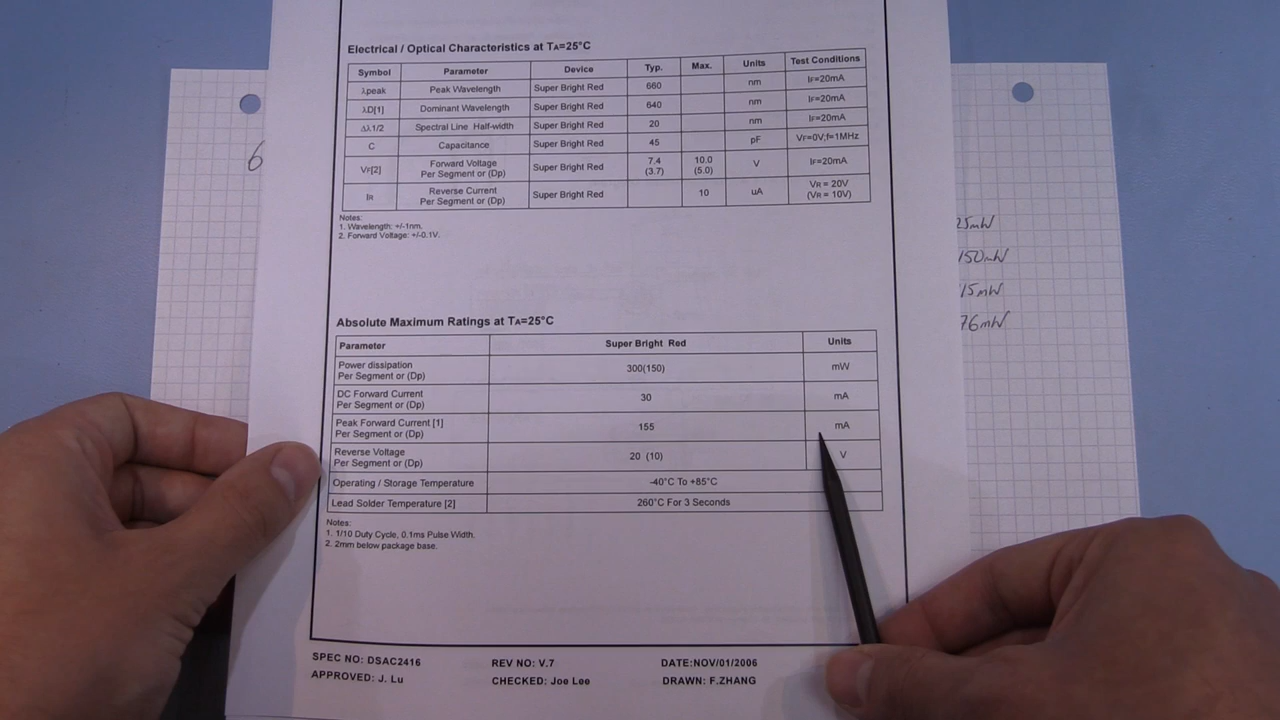 Electrical / Optical Characteristics at TA=25°C
Symbol Parameter Device Typ. Max. Units Test Conditions
λpeak Peak Wavelength Super Bright Red 660 nm IF=20mA
λD[1] Dominant Wavelength Super Bright Red 640 nm IF=20mA
Δλ1/2 Spectral Line Half-width Super Bright Red 20 nm IF=20mA
C Capacitance Super Bright Red 45 pF VF=0V;f=1MHz
VF[2] Forward Voltage Per Segment or (Dp) Super Bright Red 7.4 (3.7) 10.0 (5.0) V IF=20mA
IR Reverse Current Per Segment or (Dp) Super Bright Red 10 uA VR = 20V (VR = 10V)
Notes:
1. Wavelength: +/-1nm.
2. Forward Voltage: +/-0.1V.
6
25mW
150mW
15mW
76mW
Absolute Maximum Ratings at TA=25°C
Parameter Super Bright Red Units
Power dissipation Per Segment or (Dp) 300(150) mW
DC Forward Current Per Segment or (Dp) 30 mA
Peak Forward Current [1] Per Segment or (Dp) 155 mA
Reverse Voltage Per Segment or (Dp) 20 (10) V
Operating / Storage Temperature -40°C To +85°C
Lead Solder Temperature [2] 260°C For 3 Seconds
Notes:
1. 1/10 Duty Cycle, 0.1ms Pulse Width.
2. 2mm below package base.
SPEC NO: DSAC2416 REV NO: V.7 DATE:NOV/01/2006
APPROVED: J. Lu CHECKED: Joe Lee DRAWN: F.ZHANG